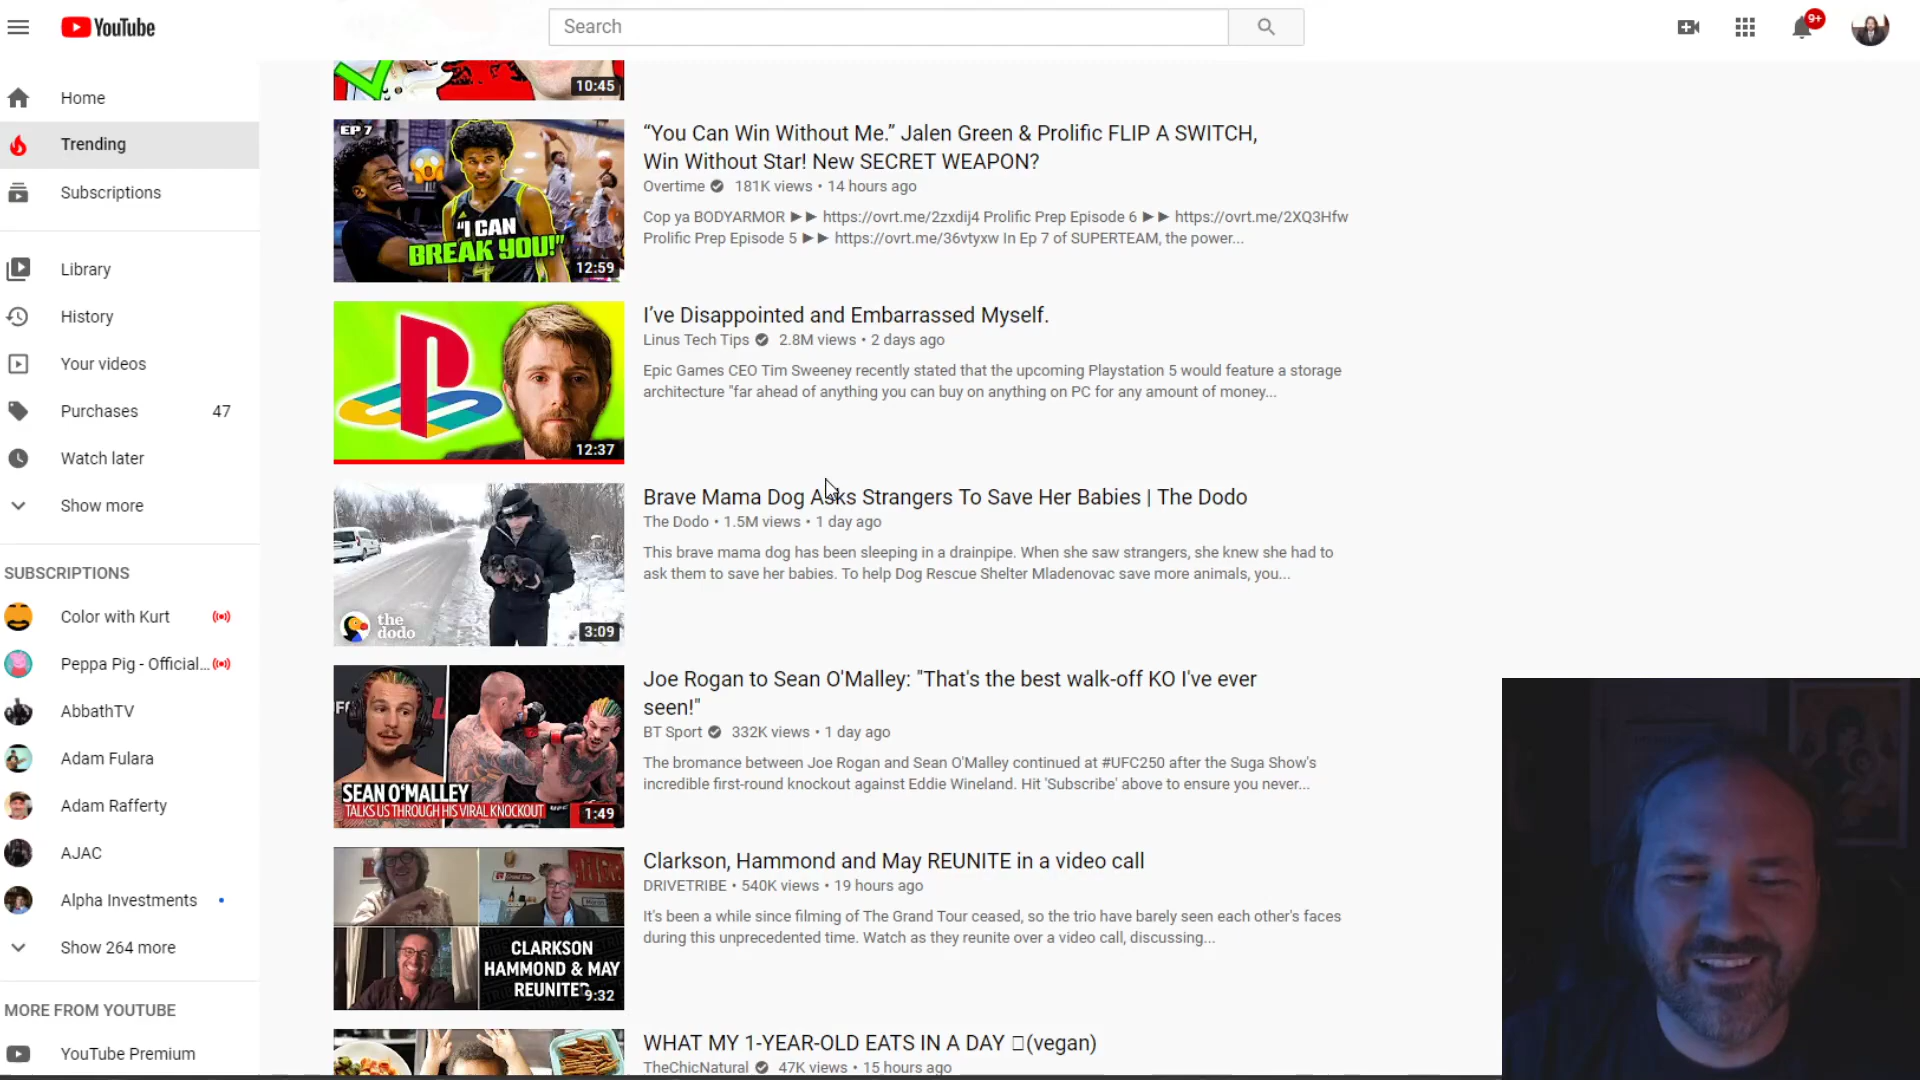 YouTube
Search
9+
Home
Trending
Subscriptions
Library
History
Your videos
Purchases 47
Watch later
Show more
SUBSCRIPTIONS
Color with Kurt
Peppa Pig - Official...
AbbathTV
Adam Fulara
Adam Rafferty
AJAC
Alpha Investments
Show 264 more
MORE FROM YOUTUBE
YouTube Premium
10:45
EP 7
"I CAN
BREAK YOU!"
12:59
“You Can Win Without Me.” Jalen Green & Prolific FLIP A SWITCH,
Win Without Star! New SECRET WEAPON?
Overtime 181K views • 14 hours ago
Cop ya BODYARMOR ►► https://ovrt.me/2zxdij4 Prolific Prep Episode 6 ►► https://ovrt.me/2XQ3Hfw
Prolific Prep Episode 5 ►► https://ovrt.me/36vtyxw In Ep 7 of SUPERTEAM, the power...
12:37
I’ve Disappointed and Embarrassed Myself.
Linus Tech Tips 2.8M views • 2 days ago
Epic Games CEO Tim Sweeney recently stated that the upcoming Playstation 5 would feature a storage
architecture "far ahead of anything you can buy on anything on PC for any amount of money...
the
dodo
3:09
Brave Mama Dog Asks Strangers To Save Her Babies | The Dodo
The Dodo • 1.5M views • 1 day ago
This brave mama dog has been sleeping in a drainpipe. When she saw strangers, she knew she had to
ask them to save her babies. To help Dog Rescue Shelter Mladenovac save more animals, you...
SEAN O'MALLEY
TALKS US THROUGH HIS VIRAL KNOCKOUT
1:49
Joe Rogan to Sean O'Malley: "That's the best walk-off KO I've ever
seen!"
BT Sport 332K views • 1 day ago
The bromance between Joe Rogan and Sean O'Malley continued at #UFC250 after the Suga Show's
incredible first-round knockout against Eddie Wineland. Hit 'Subscribe' above to ensure you never...
CLARKSON
HAMMOND & MAY
REUNITED
9:32
Clarkson, Hammond and May REUNITE in a video call
DRIVETRIBE • 540K views • 19 hours ago
It's been a while since filming of The Grand Tour ceased, so the trio have barely seen each other's faces
during this unprecedented time. Watch as they reunite over a video call, discussing...
WHAT MY 1-YEAR-OLD EATS IN A DAY (vegan)
TheChicNatural 47K views • 15 hours ago